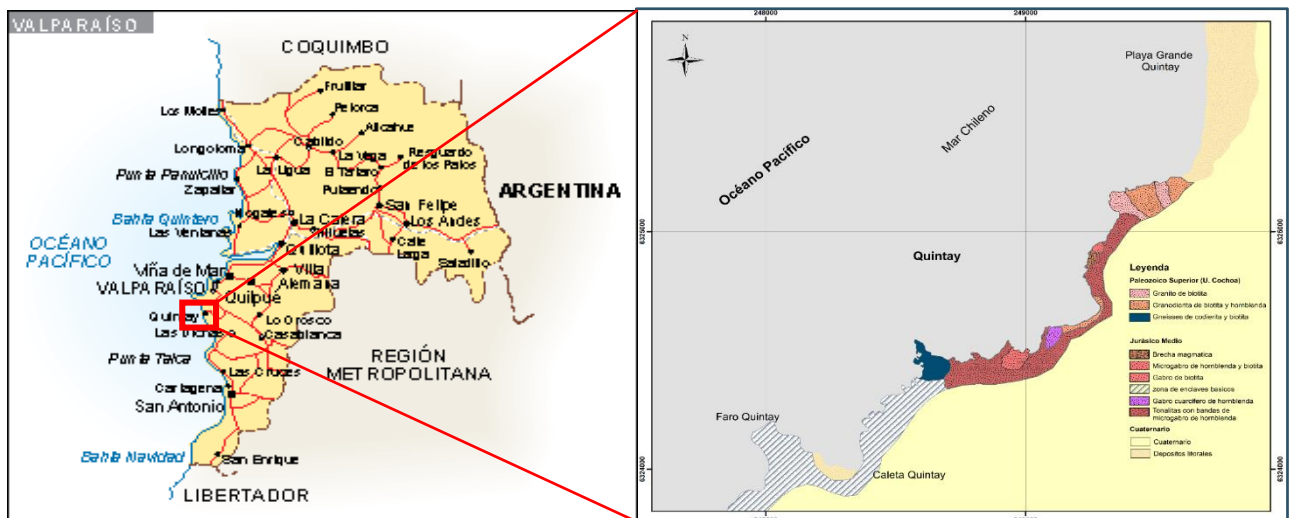 VALPARAÍSO
COQUIMBO
Frutillar
Los Molles
Petorca
Alicahue
Cabildo
Longotoma
La Vega
Resguardo
de los Patos
La Ligua
El Tártaro
Punta Panulcillo
Putaendo
Zapallar
ARGENTINA
San Felipe
Nogales
Bahía Quintero
La Calera
Los Andes
Las Ventanas
Hijuelas
OCÉANO
PACÍFICO
Quillota
Calle
Larga
Saladillo
Viña de Mar
Villa
Alemana
VALPARAÍSO
Quilpué
Quintay
Lo Orosco
Las Dichas
Casablanca
REGIÓN
METROPOLITANA
Punta Talca
Las Cruces
Cartagena
San Antonio
Bahía Navidad
San Enrique
LIBERTADOR
248000
249000
N
Playa Grande
Quintay
Mar Chileno
Océano Pacífico
6325000
6325000
Quintay
Leyenda
Paleozoico Superior (U. Cochoa)
Granito de biotita
Granodiorita de biotita y hornblenda
Gneisses de codierita y biotita
Jurásico Medio
Brecha magmatica
Microgabro de hornblenda y biotita
Gabro de biotita
zona de enclaves básicos
Gabro cuarcífero de hornblenda
Tonalitas con bandas de
microgabro de hornblenda
Cuaternario
Cuaternario
Depositos litorales
Faro Quintay
Caleta Quintay
6324000
6324000